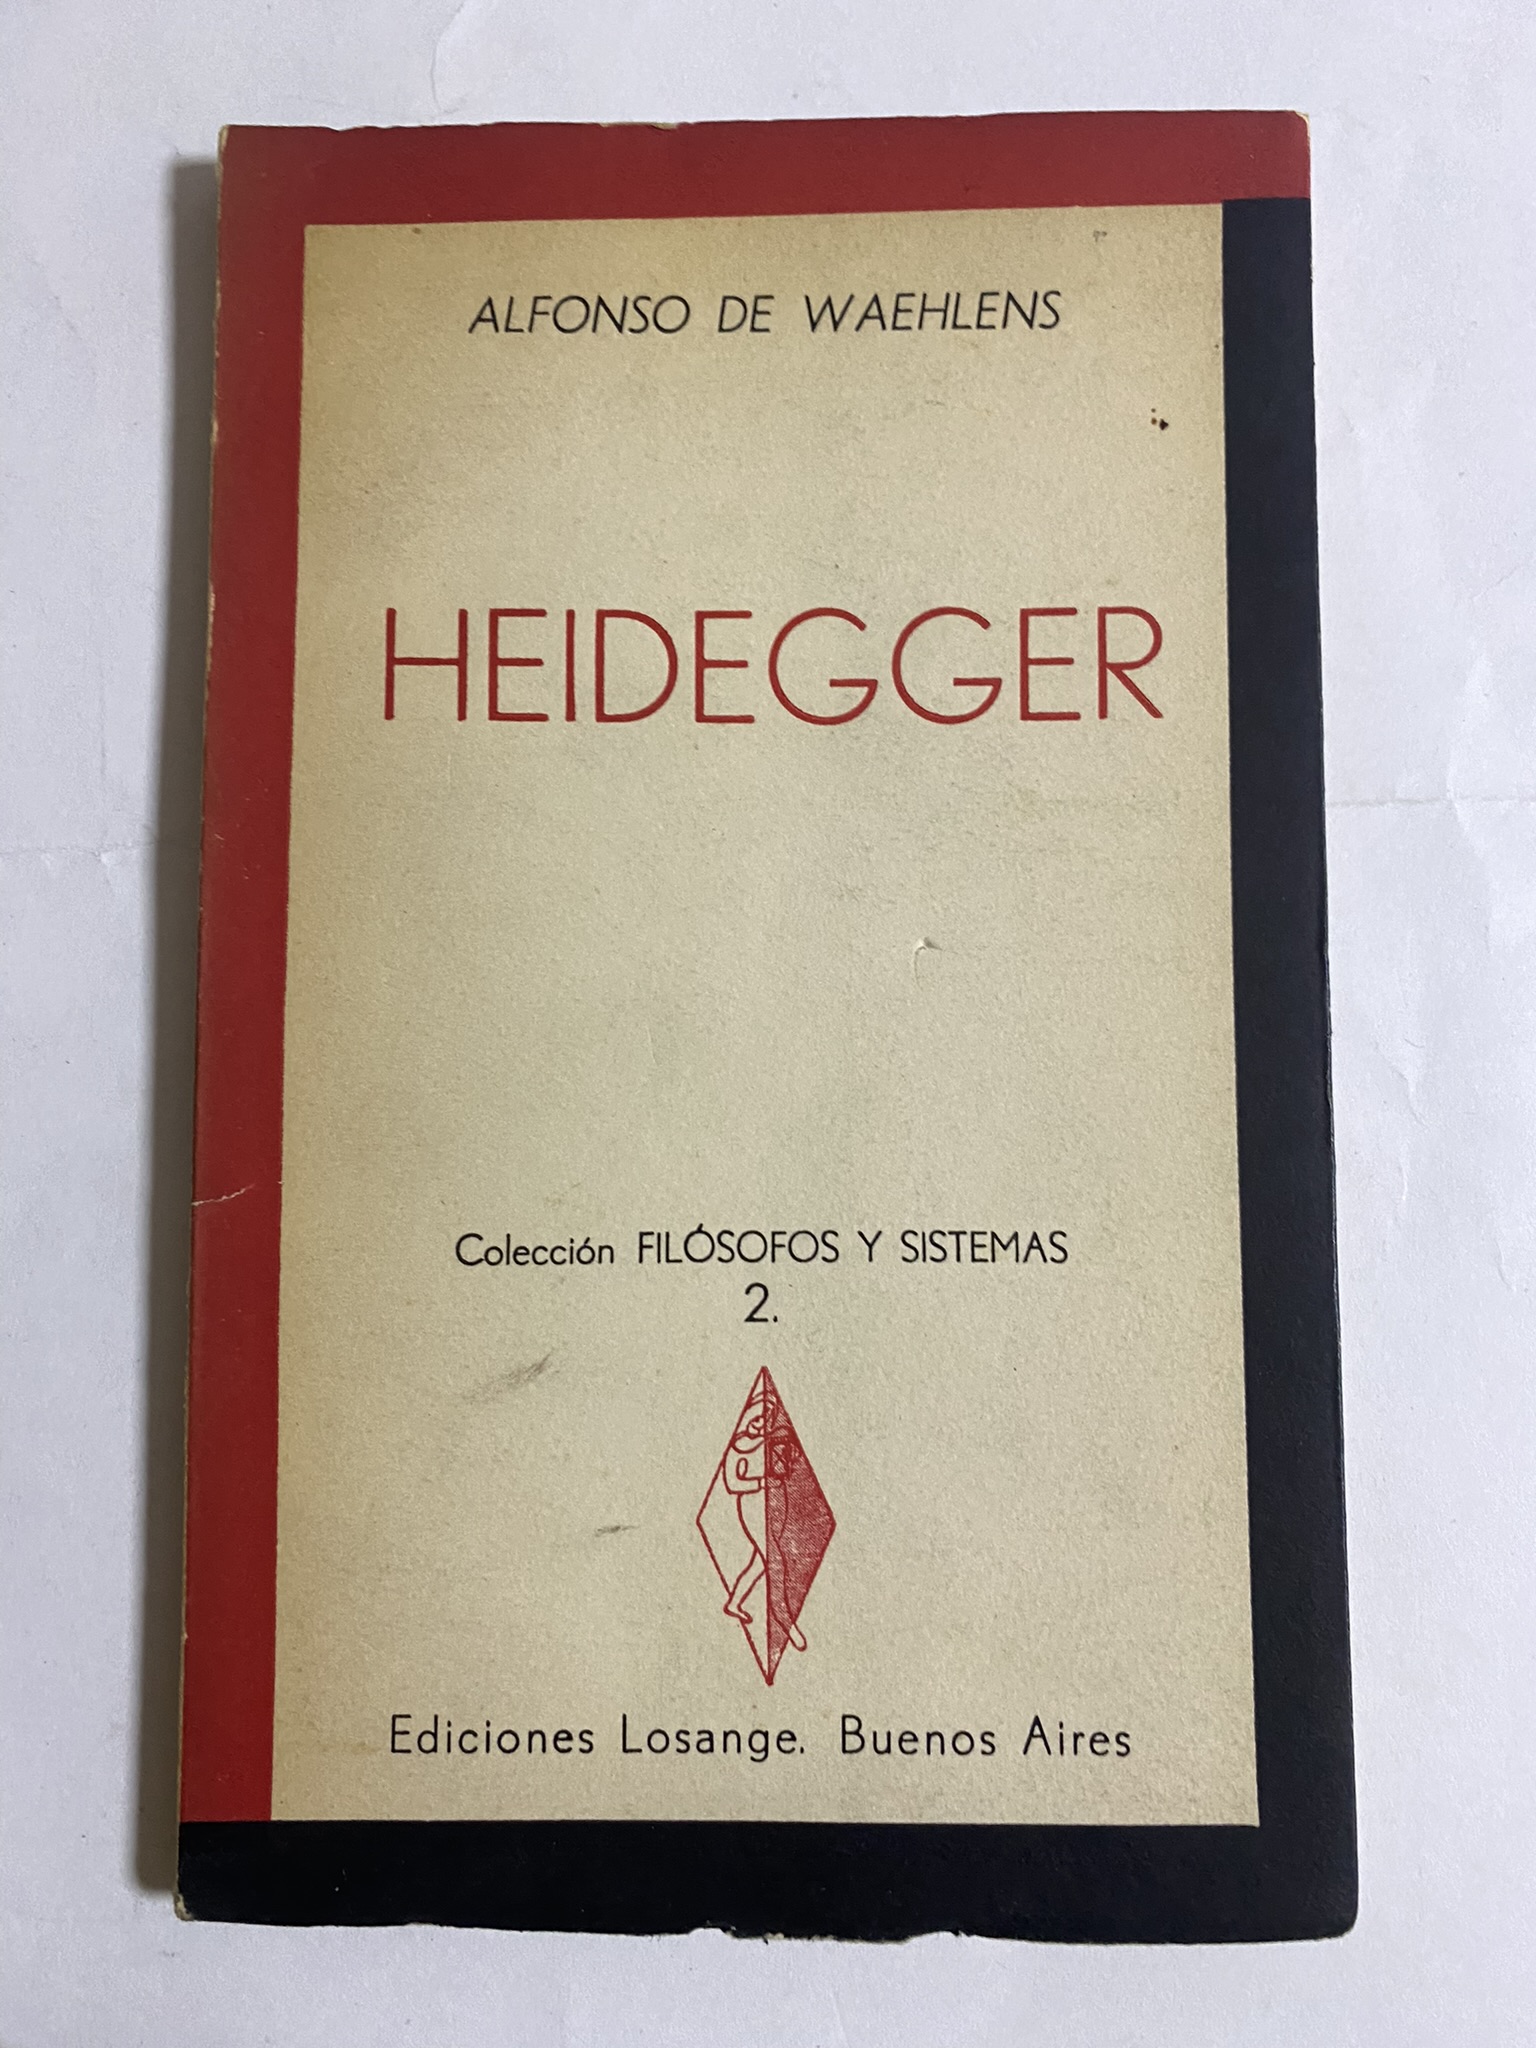 ALFONSO DE WAEHLENS
HEIDEGGER
Colección FILÓSOFOS Y SISTEMAS
2.
Ediciones Losange. Buenos Aires